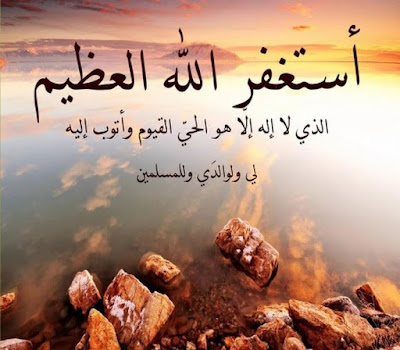 أستغفر الله العظيم
الذي لا إله إلا هو الحيّ القيوم وأتوب إليه
لي ولوالدَي وللمسلمين